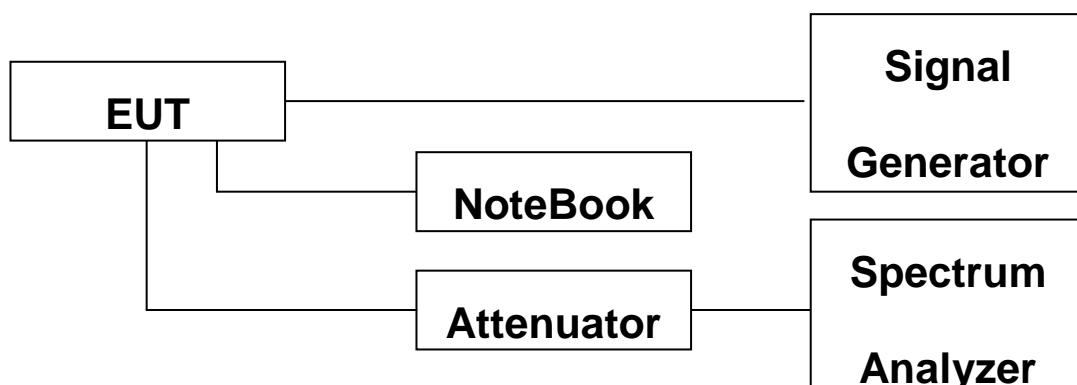 Signal
Generator
EUT
NoteBook
Attenuator
Spectrum
Analyzer